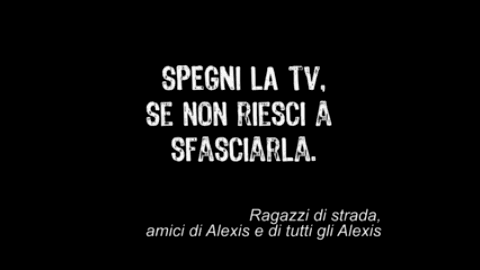 SPEGNI LA TV,
SE NON RIESCI A
SFASCIARLA.
Ragazzi di strada,
amici di Alexis e di tutti gli Alexis